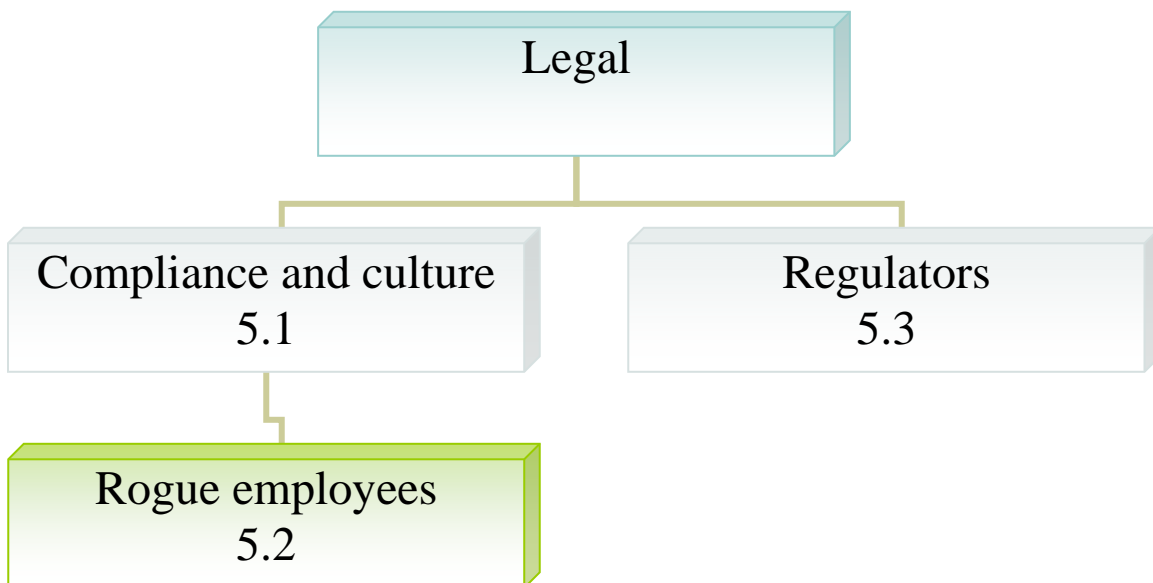 Legal
Compliance and culture
5.1
Regulators
5.3
Rogue employees
5.2